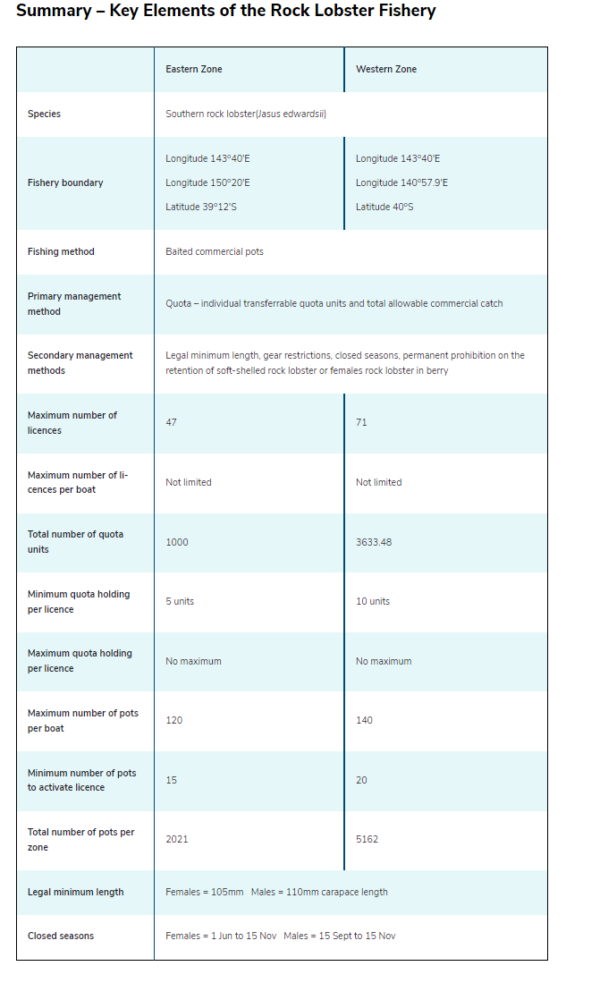 Summary – Key Elements of the Rock Lobster Fishery
Eastern Zone
Western Zone
Species
Southern rock lobster(Jasus edwardsii)
Fishery boundary
Longitude 143°40'E
Longitude 150°20'E
Latitude 39°12'S
Longitude 143°40'E
Longitude 140°57.9'E
Latitude 40°S
Fishing method
Baited commercial pots
Primary management
method
Quota – individual transferrable quota units and total allowable commercial catch
Secondary management
methods
Legal minimum length, gear restrictions, closed seasons, permanent prohibition on the
retention of soft-shelled rock lobster or females rock lobster in berry
Maximum number of
licences
47
71
Maximum number of li-
cences per boat
Not limited
Not limited
Total number of quota
units
1000
3633.48
Minimum quota holding
per licence
5 units
10 units
Maximum quota holding
per licence
No maximum
No maximum
Maximum number of pots
per boat
120
140
Minimum number of pots
to activate licence
15
20
Total number of pots per
zone
2021
5162
Legal minimum length
Females = 105mm   Males = 110mm carapace length
Closed seasons
Females = 1 Jun to 15 Nov   Males = 15 Sept to 15 Nov